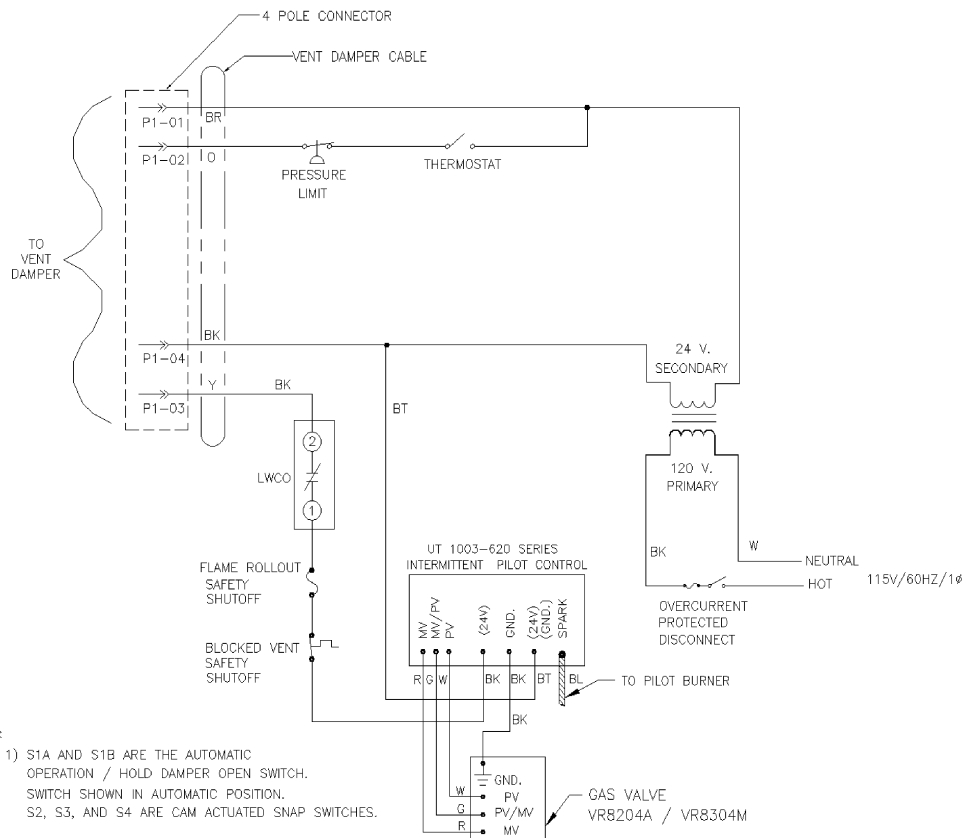 4 POLE CONNECTOR
VENT DAMPER CABLE
P1-01
BR
P1-02
O
PRESSURE
LIMIT
THERMOSTAT
TO
VENT
DAMPER
P1-04
BK
P1-03
Y
BK
BT
24 V.
SECONDARY
120 V.
PRIMARY
2
LWCO
1
BK
W
NEUTRAL
HOT
115V/60HZ/1ø
OVERCURRENT
PROTECTED
DISCONNECT
UT 1003-620 SERIES
INTERMITTENT PILOT CONTROL
MV
MV/PV
PV
(24V)
GND.
(24V)
(GND.)
SPARK
FLAME ROLLOUT
SAFETY
SHUTOFF
BLOCKED VENT
SAFETY
SHUTOFF
R G W BK BK BT BL
TO PILOT BURNER
BK
GND.
W PV
G PV/MV
R MV
GAS VALVE
VR8204A / VR8304M
:
1) S1A AND S1B ARE THE AUTOMATIC
OPERATION / HOLD DAMPER OPEN SWITCH.
SWITCH SHOWN IN AUTOMATIC POSITION.
S2, S3, AND S4 ARE CAM ACTUATED SNAP SWITCHES.